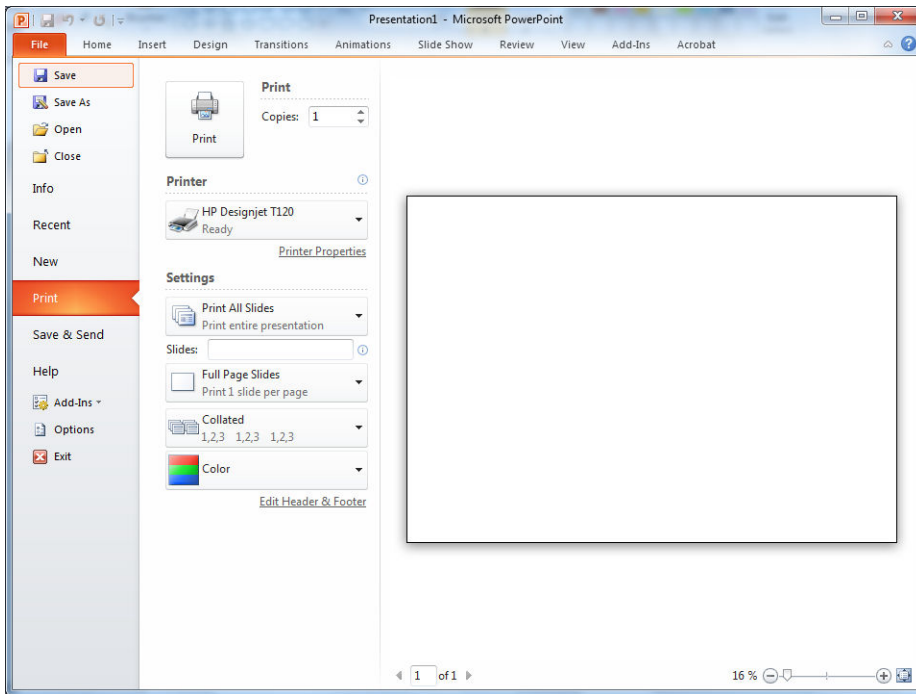 Presentation1 - Microsoft PowerPoint
File Home Insert Design Transitions Animations Slide Show Review View Add-Ins Acrobat
Save
Save As
Open
Close
Info
Recent
New
Print
Save & Send
Help
Add-Ins
Options
Exit
Print
Print
Copies: 1
Printer
HP Designjet T120
Ready
Printer Properties
Settings
Print All Slides
Print entire presentation
Slides:
Full Page Slides
Print 1 slide per page
Collated
1,2,3 1,2,3 1,2,3
Color
Edit Header & Footer
1 of 1
16 %